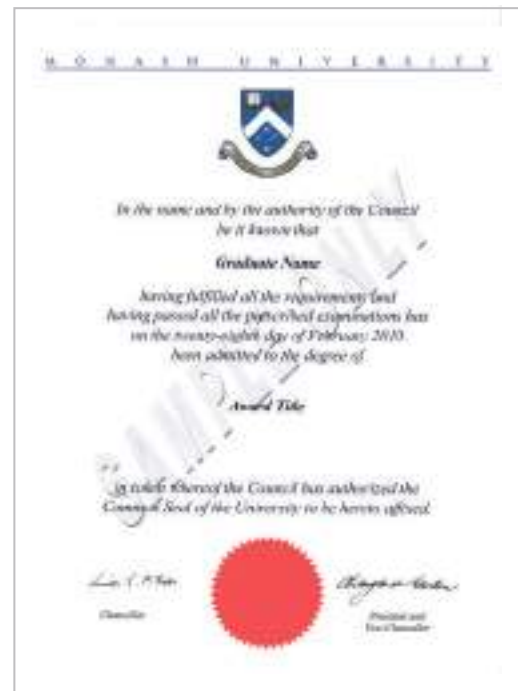 MONASH UNIVERSITY
In the name and by the authority of the Council
be it known that
Graduate Name
having fulfilled all the requirements and
having passed all the prescribed examinations has
on the twenty-eighth day of February 2010
been admitted to the degree of
Award Title
SAMPLE ONLY
in token whereof the Council has authorized the
Common Seal of the University to be hereto affixed.
Chancellor
President and
Vice-Chancellor